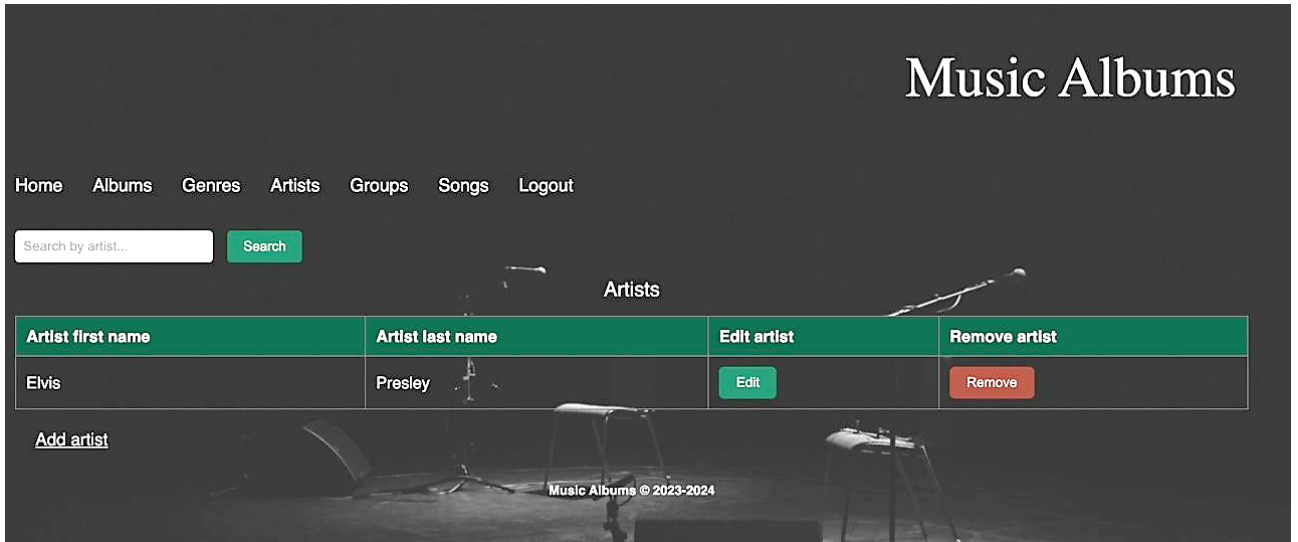 Music Albums
Home Albums Genres Artists Groups Songs Logout
Search by artist... Search
Artists
Artist first name Artist last name Edit artist Remove artist
Elvis Presley Edit Remove
Add artist
Music Albums © 2023-2024